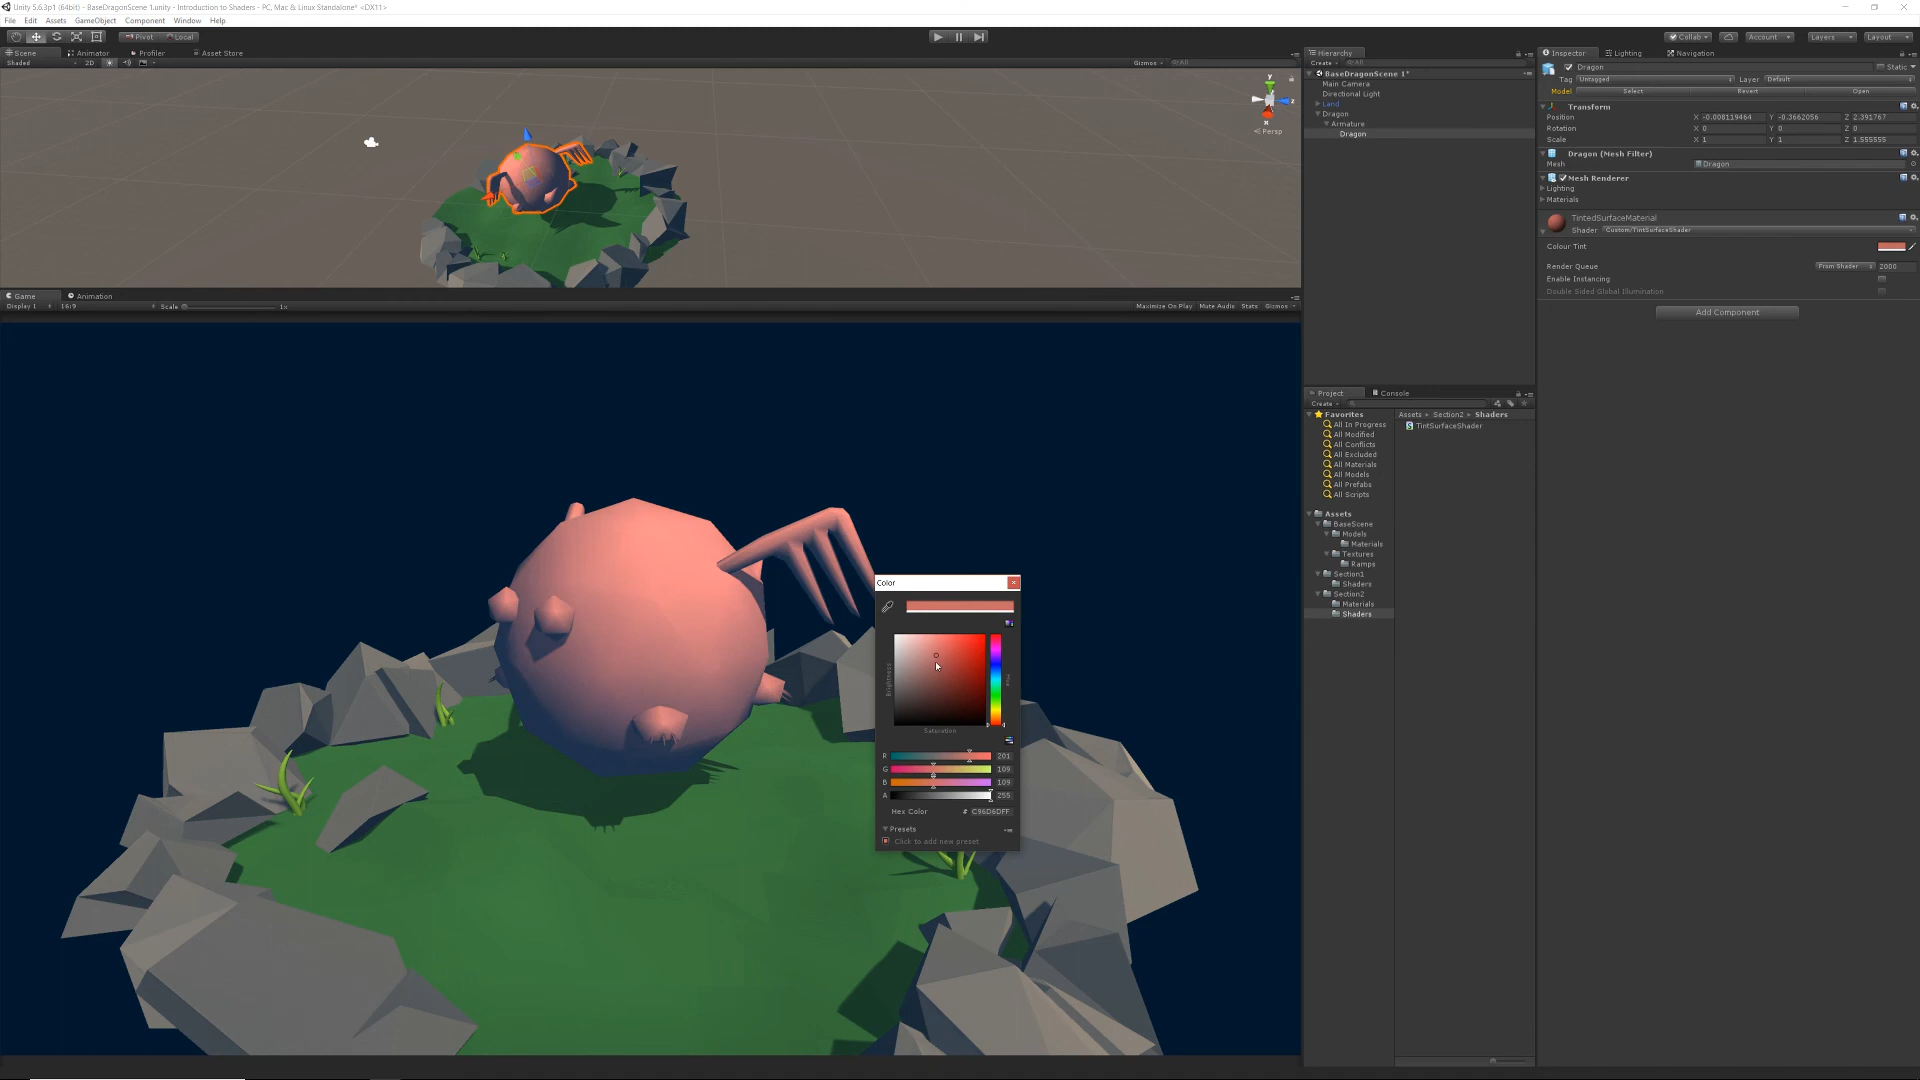 Unity 5.6.3p1 (64bit) - BaseDragonScene 1.unity - Introduction to Shaders - PC, Mac & Linux Standalone* <DX11>
File Edit Assets GameObject Component Window Help
Pivot Local
Collab Account Layers Layout
Scene Animator Profiler Asset Store
Shaded 2D Gizmos All
y
z
x
Persp
Game Animation
Display 1 16:9 Scale 1x Maximize On Play Mute Audio Stats Gizmos
Hierarchy
Create All
BaseDragonScene 1*
Main Camera
Directional Light
Land
Dragon
Armature
Dragon
Project Console
Create
Favorites
All In Progress
All Modified
All Conflicts
All Excluded
All Materials
All Models
All Prefabs
All Scripts
Assets
BaseScene
Models
Materials
Textures
Ramps
Section1
Shaders
Section2
Materials
Shaders
Assets Section2 Shaders
TintSurfaceShader
Inspector Lighting Navigation
Dragon Static
Tag Untagged Layer Default
Model Select Revert Open
Transform
Position X -0.008119464 Y -0.3662056 Z 2.391767
Rotation X 0 Y 0 Z 0
Scale X 1 Y 1 Z 1.555555
Dragon (Mesh Filter)
Mesh Dragon
Mesh Renderer
Lighting
Materials
TintedSurfaceMaterial
Shader Custom/TintSurfaceShader
Colour Tint
Render Queue From Shader 2000
Enable Instancing
Double Sided Global Illumination
Add Component
Color
Brightness
Hue
Saturation
R 201
G 109
B 109
A 255
Hex Color # C96D6DFF
Presets
Click to add new preset